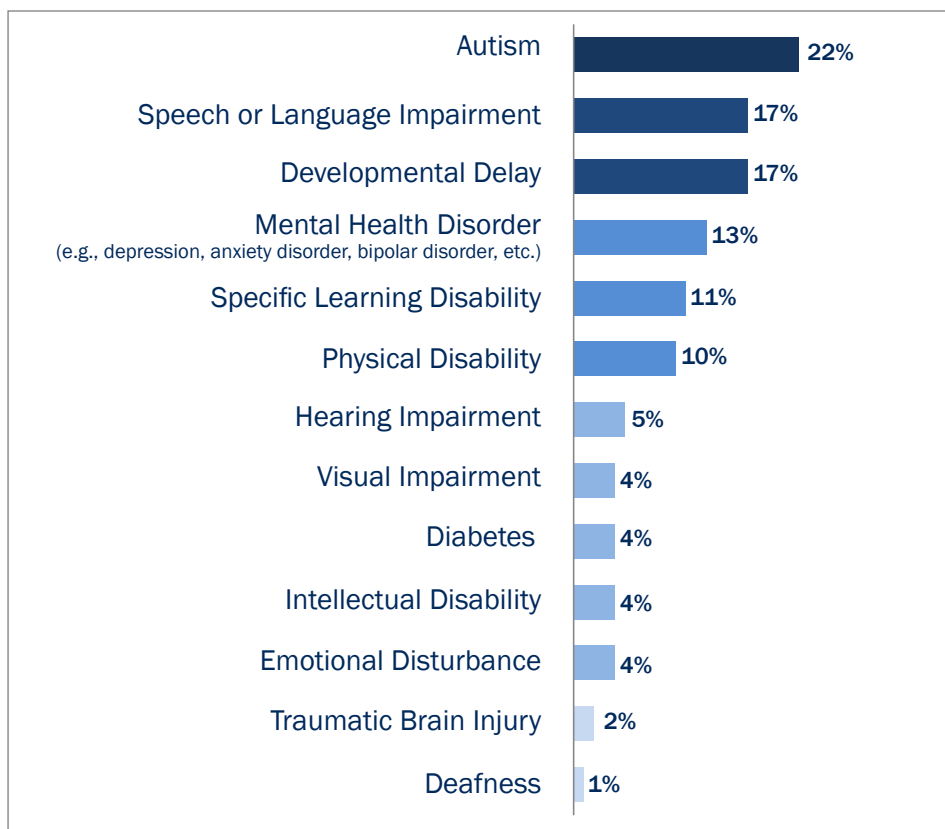 Autism 22%
Speech or Language Impairment 17%
Developmental Delay 17%
Mental Health Disorder 13%
(e.g., depression, anxiety disorder, bipolar disorder, etc.)
Specific Learning Disability 11%
Physical Disability 10%
Hearing Impairment 5%
Visual Impairment 4%
Diabetes 4%
Intellectual Disability 4%
Emotional Disturbance 4%
Traumatic Brain Injury 2%
Deafness 1%